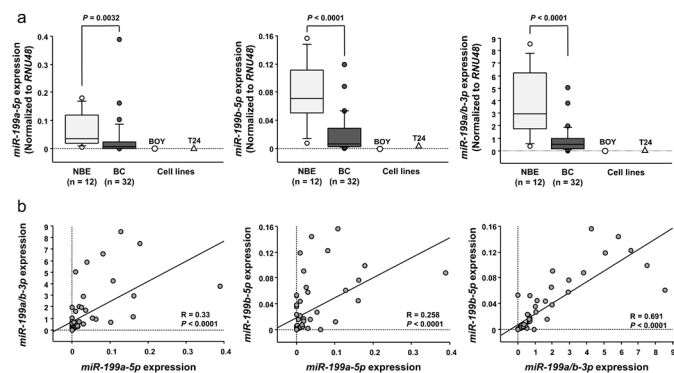 a
P = 0.0032
P < 0.0001
P < 0.0001
miR-199a-5p expression
(Normalized to RNU48)
0.4
0.3
0.2
0.1
0
BOY
T24
NBE
(n = 12)
BC
(n = 32)
Cell lines
miR-199b-5p expression
(Normalized to RNU48)
0.16
0.12
0.08
0.04
0
BOY
T24
NBE
(n = 12)
BC
(n = 32)
Cell lines
miR-199a/b-3p expression
(Normalized to RNU48)
9
8
7
6
5
4
3
2
1
0
BOY
T24
NBE
(n = 12)
BC
(n = 32)
Cell lines
b
miR-199a/b-3p
expression
9
8
7
6
5
4
3
2
1
0
R = 0.33
P < 0.0001
0
0.1
0.2
0.3
0.4
miR-199a-5p expression
miR-199b-5p
expression
0.16
0.12
0.08
0.04
0
R = 0.258
P < 0.0001
0
0.1
0.2
0.3
0.4
miR-199a-5p expression
miR-199b-5p
expression
0.16
0.12
0.08
0.04
0
R = 0.691
P < 0.0001
0 1 2 3 4 5 6 7 8 9
miR-199a/b-3p expression